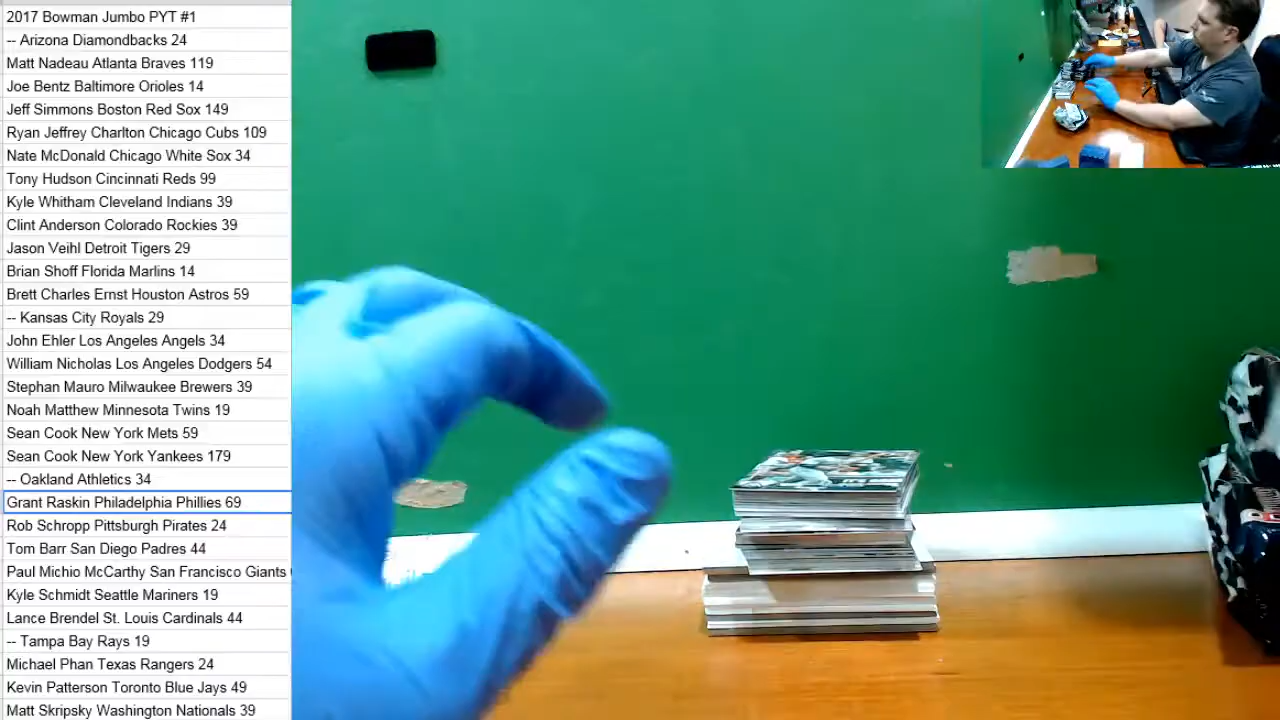 2017 Bowman Jumbo PYT #1
-- Arizona Diamondbacks 24
Matt Nadeau Atlanta Braves 119
Joe Bentz Baltimore Orioles 14
Jeff Simmons Boston Red Sox 149
Ryan Jeffrey Charlton Chicago Cubs 109
Nate McDonald Chicago White Sox 34
Tony Hudson Cincinnati Reds 99
Kyle Whitham Cleveland Indians 39
Clint Anderson Colorado Rockies 39
Jason Veihl Detroit Tigers 29
Brian Shoff Florida Marlins 14
Brett Charles Ernst Houston Astros 59
-- Kansas City Royals 29
John Ehler Los Angeles Angels 34
William Nicholas Los Angeles Dodgers 54
Stephan Mauro Milwaukee Brewers 39
Noah Matthew Minnesota Twins 19
Sean Cook New York Mets 59
Sean Cook New York Yankees 179
-- Oakland Athletics 34
Grant Raskin Philadelphia Phillies 69
Rob Schropp Pittsburgh Pirates 24
Tom Barr San Diego Padres 44
Paul Michio McCarthy San Francisco Giants
Kyle Schmidt Seattle Mariners 19
Lance Brendel St. Louis Cardinals 44
-- Tampa Bay Rays 19
Michael Phan Texas Rangers 24
Kevin Patterson Toronto Blue Jays 49
Matt Skripsky Washington Nationals 39